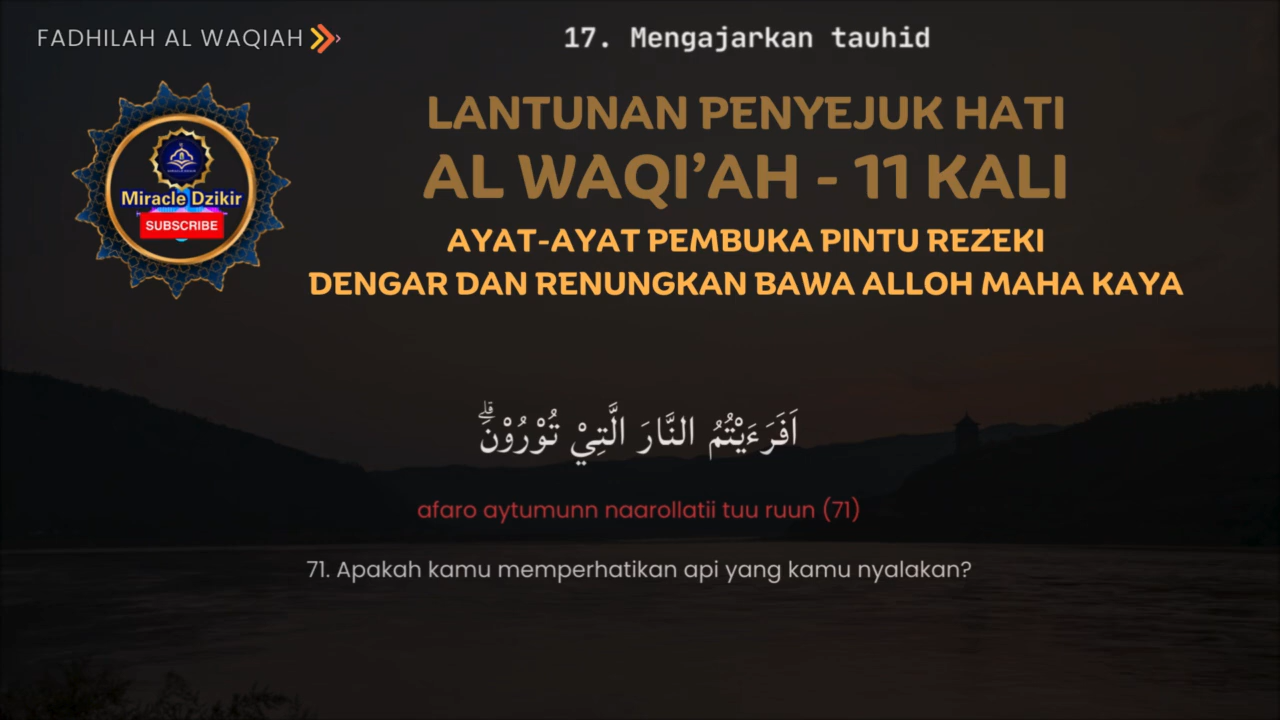 FADHILAH AL WAQIAH
17. Mengajarkan tauhid
LANTUNAN PENYEJUK HATI
AL WAQI’AH - 11 KALI
AYAT-AYAT PEMBUKA PINTU REZEKI
DENGAR DAN RENUNGKAN BAWA ALLOH MAHA KAYA
Miracle Dzikir
SUBSCRIBE
اَفَرَءَيْتُمُ النَّارَ الَّتِيْ تُوْرُوْنَۗ
afaro aytumunn naarollatii tuu ruun (71)
71. Apakah kamu memperhatikan api yang kamu nyalakan?